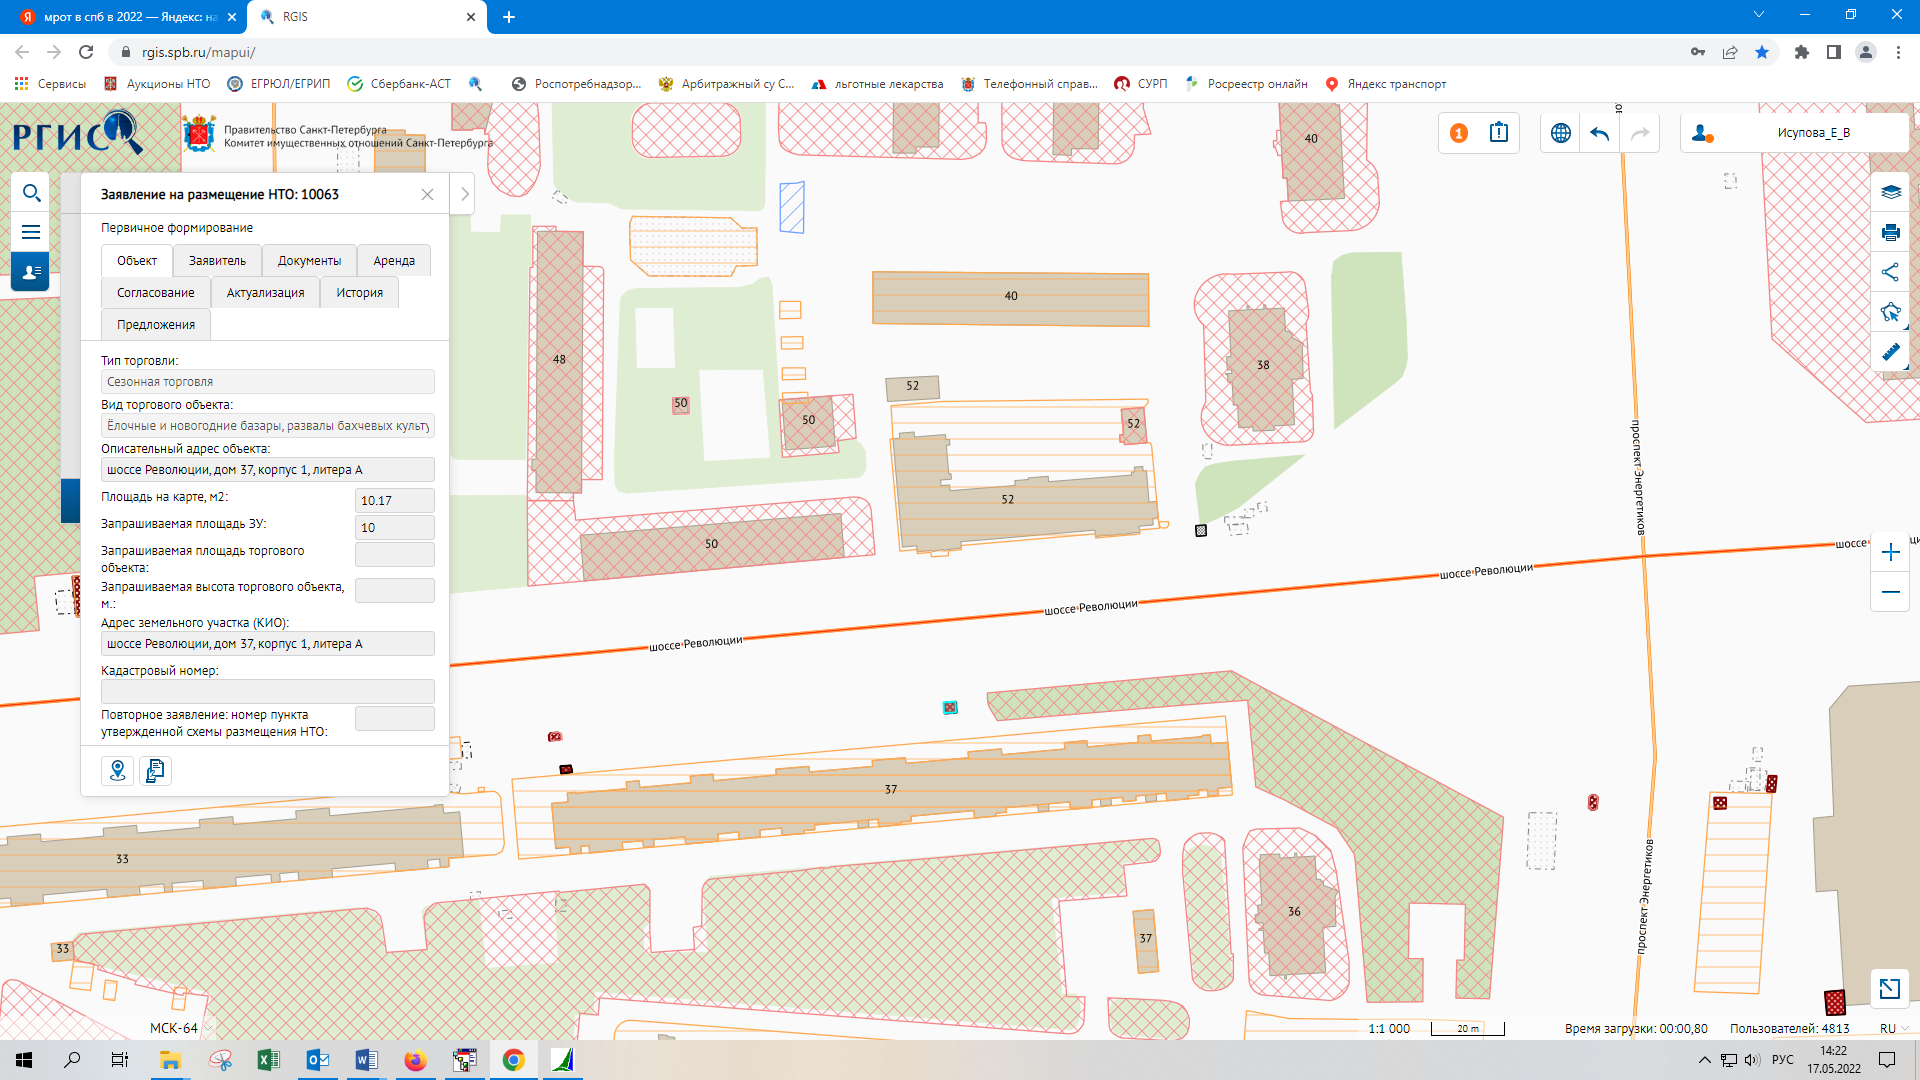 мрот в спб в 2022 — Яндекс: на
RGIS
rgis.spb.ru/mapui/
Сервисы
Аукционы НТО
ЕГРЮЛ/ЕГРИП
Сбербанк-АСТ
Роспотребнадзор...
Арбитражный су С...
льготные лекарства
Телефонный справ...
СУРП
Росреестр онлайн
Яндекс транспорт
РГИС
Правительство Санкт-Петербурга
Комитет имущественных отношений Санкт-Петербурга
1
Исупова_Е_В
Заявление на размещение НТО: 10063
Первичное формирование
Объект
Заявитель
Документы
Аренда
Согласование
Актуализация
История
Предложения
Тип торговли:
Сезонная торговля
Вид торгового объекта:
Ёлочные и новогодние базары, развалы бахчевых культу
Описательный адрес объекта:
шоссе Революции, дом 37, корпус 1, литера А
Площадь на карте, м2:
10.17
Запрашиваемая площадь ЗУ:
10
Запрашиваемая площадь торгового
объекта:
Запрашиваемая высота торгового объекта,
м.:
Адрес земельного участка (КИО):
шоссе Революции, дом 37, корпус 1, литера А
Кадастровый номер:
Повторное заявление: номер пункта
утвержденной схемы размещения НТО:
40
40
48
38
52
50
50
52
52
50
проспект Энергетиков
шоссе Революции
шоссе Революции
шоссе Революции
шоссе
37
33
проспект Энергетиков
36
37
33
МСК-64
1:1 000
20 m
Время загрузки: 00:00,80
Пользователей: 4813
RU
РУС
14:22
17.05.2022